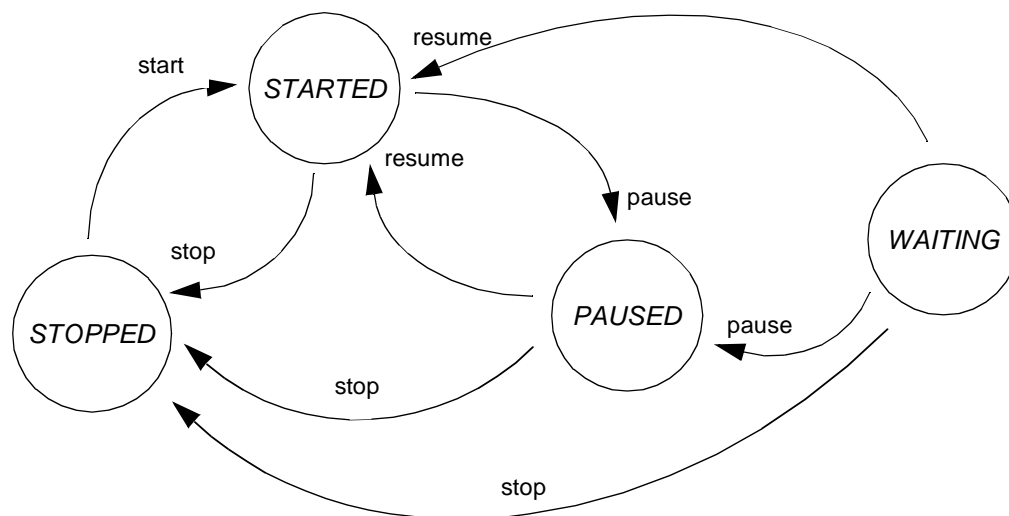 resume
start
STARTED
resume
pause
WAITING
stop
STOPPED
PAUSED
pause
stop
stop